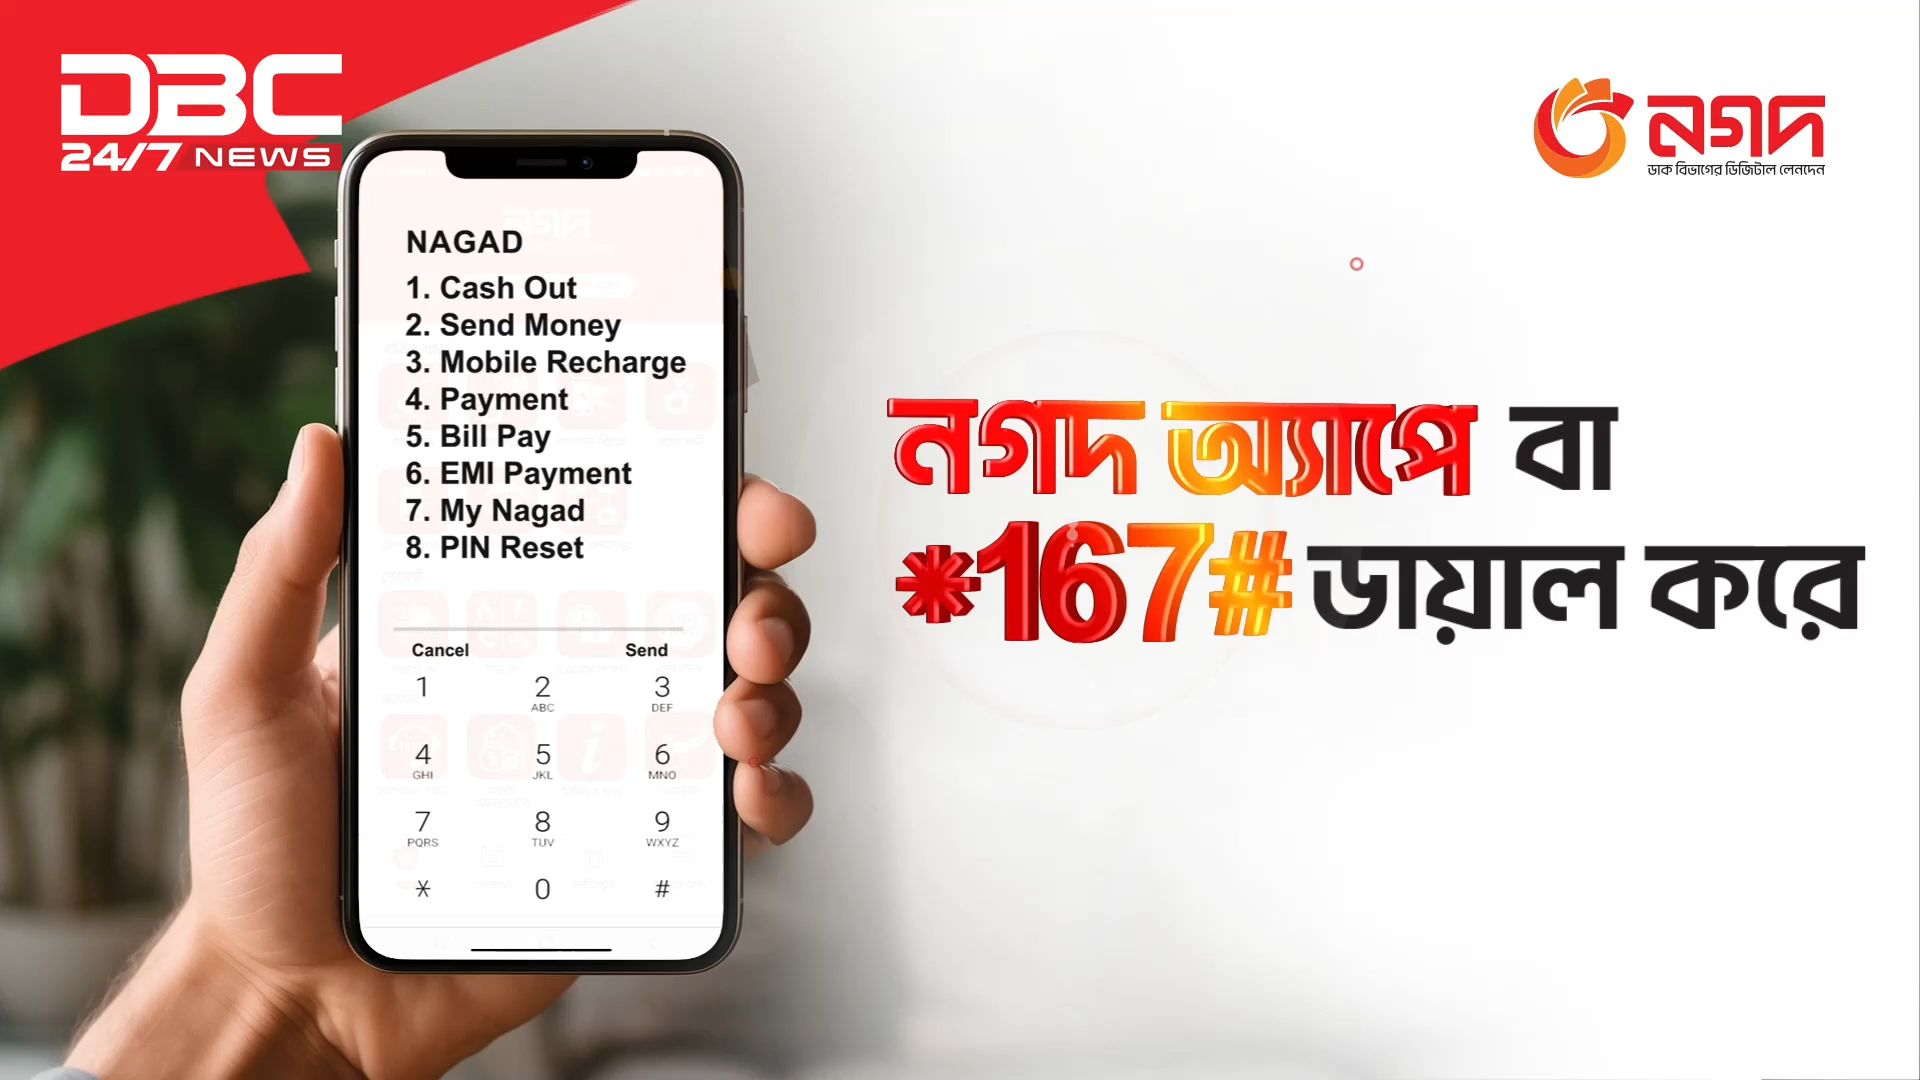 DBC
24/7 NEWS
নগদ
ডাক বিভাগের ডিজিটাল লেনদেন
NAGAD
1. Cash Out
2. Send Money
3. Mobile Recharge
4. Payment
5. Bill Pay
6. EMI Payment
7. My Nagad
8. PIN Reset
Cancel Send
1 2 ABC 3 DEF
4 GHI 5 JKL 6 MNO
7 PQRS 8 TUV 9 WXYZ
* 0 #
নগদ অ্যাপে বা
*167# ডায়াল করে